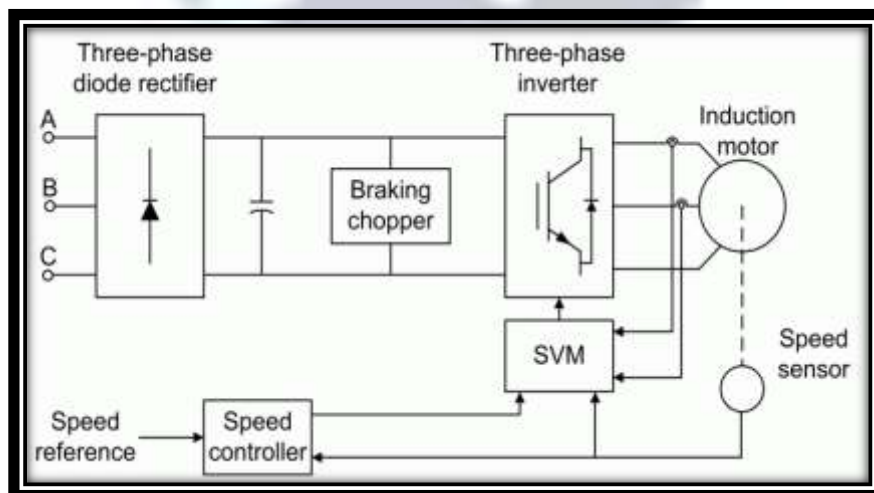 Three-phase
diode rectifier
Three-phase
inverter
Induction
motor
A
B
C
Braking
chopper
SVM
Speed
sensor
Speed
reference
Speed
controller